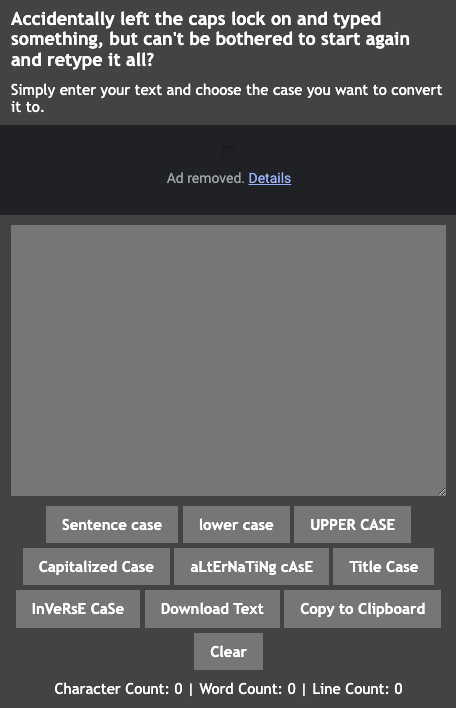 Accidentally left the caps lock on and typed
something, but can't be bothered to start again
and retype it all?
Simply enter your text and choose the case you want to convert
it to.
Ad removed. Details
Sentence case lower case UPPER CASE
Capitalized Case aLtErNaTiNg cAsE Title Case
InVeRsE CaSe Download Text Copy to Clipboard
Clear
Character Count: 0 | Word Count: 0 | Line Count: 0